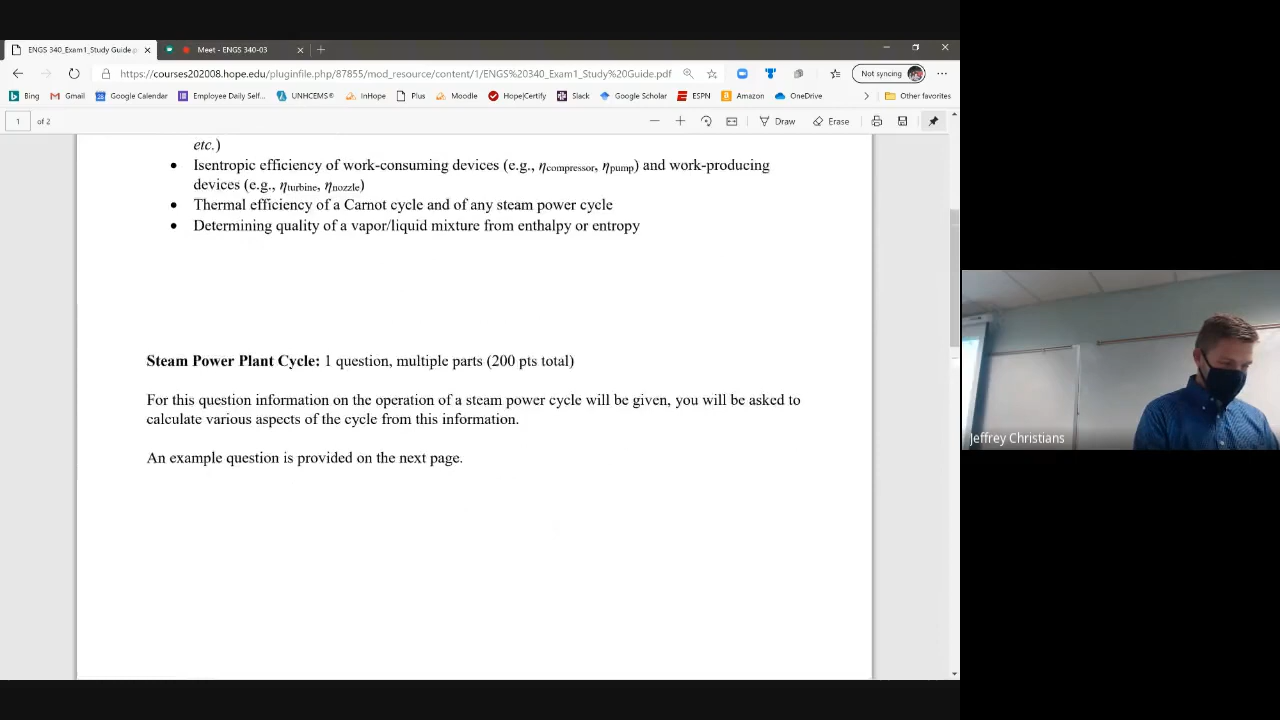 ENGS 340_Exam1_Study Guide.p
Meet - ENGS 340-03
https://courses202008.hope.edu/pluginfile.php/87855/mod_resource/content/1/ENGS%20340_Exam1_Study%20Guide.pdf
Not syncing
Bing
Gmail
Google Calendar
Employee Daily Self...
UNHCEMS®
InHope
Plus
Moodle
Hope|Certify
Slack
Google Scholar
ESPN
Amazon
OneDrive
Other favorites
1 of 2
Draw
Erase
etc.)
• Isentropic efficiency of work-consuming devices (e.g., ηcompressor, ηpump) and work-producing
devices (e.g., ηturbine, ηnozzle)
• Thermal efficiency of a Carnot cycle and of any steam power cycle
• Determining quality of a vapor/liquid mixture from enthalpy or entropy
Steam Power Plant Cycle: 1 question, multiple parts (200 pts total)
For this question information on the operation of a steam power cycle will be given, you will be asked to
calculate various aspects of the cycle from this information.
An example question is provided on the next page.
Jeffrey Christians